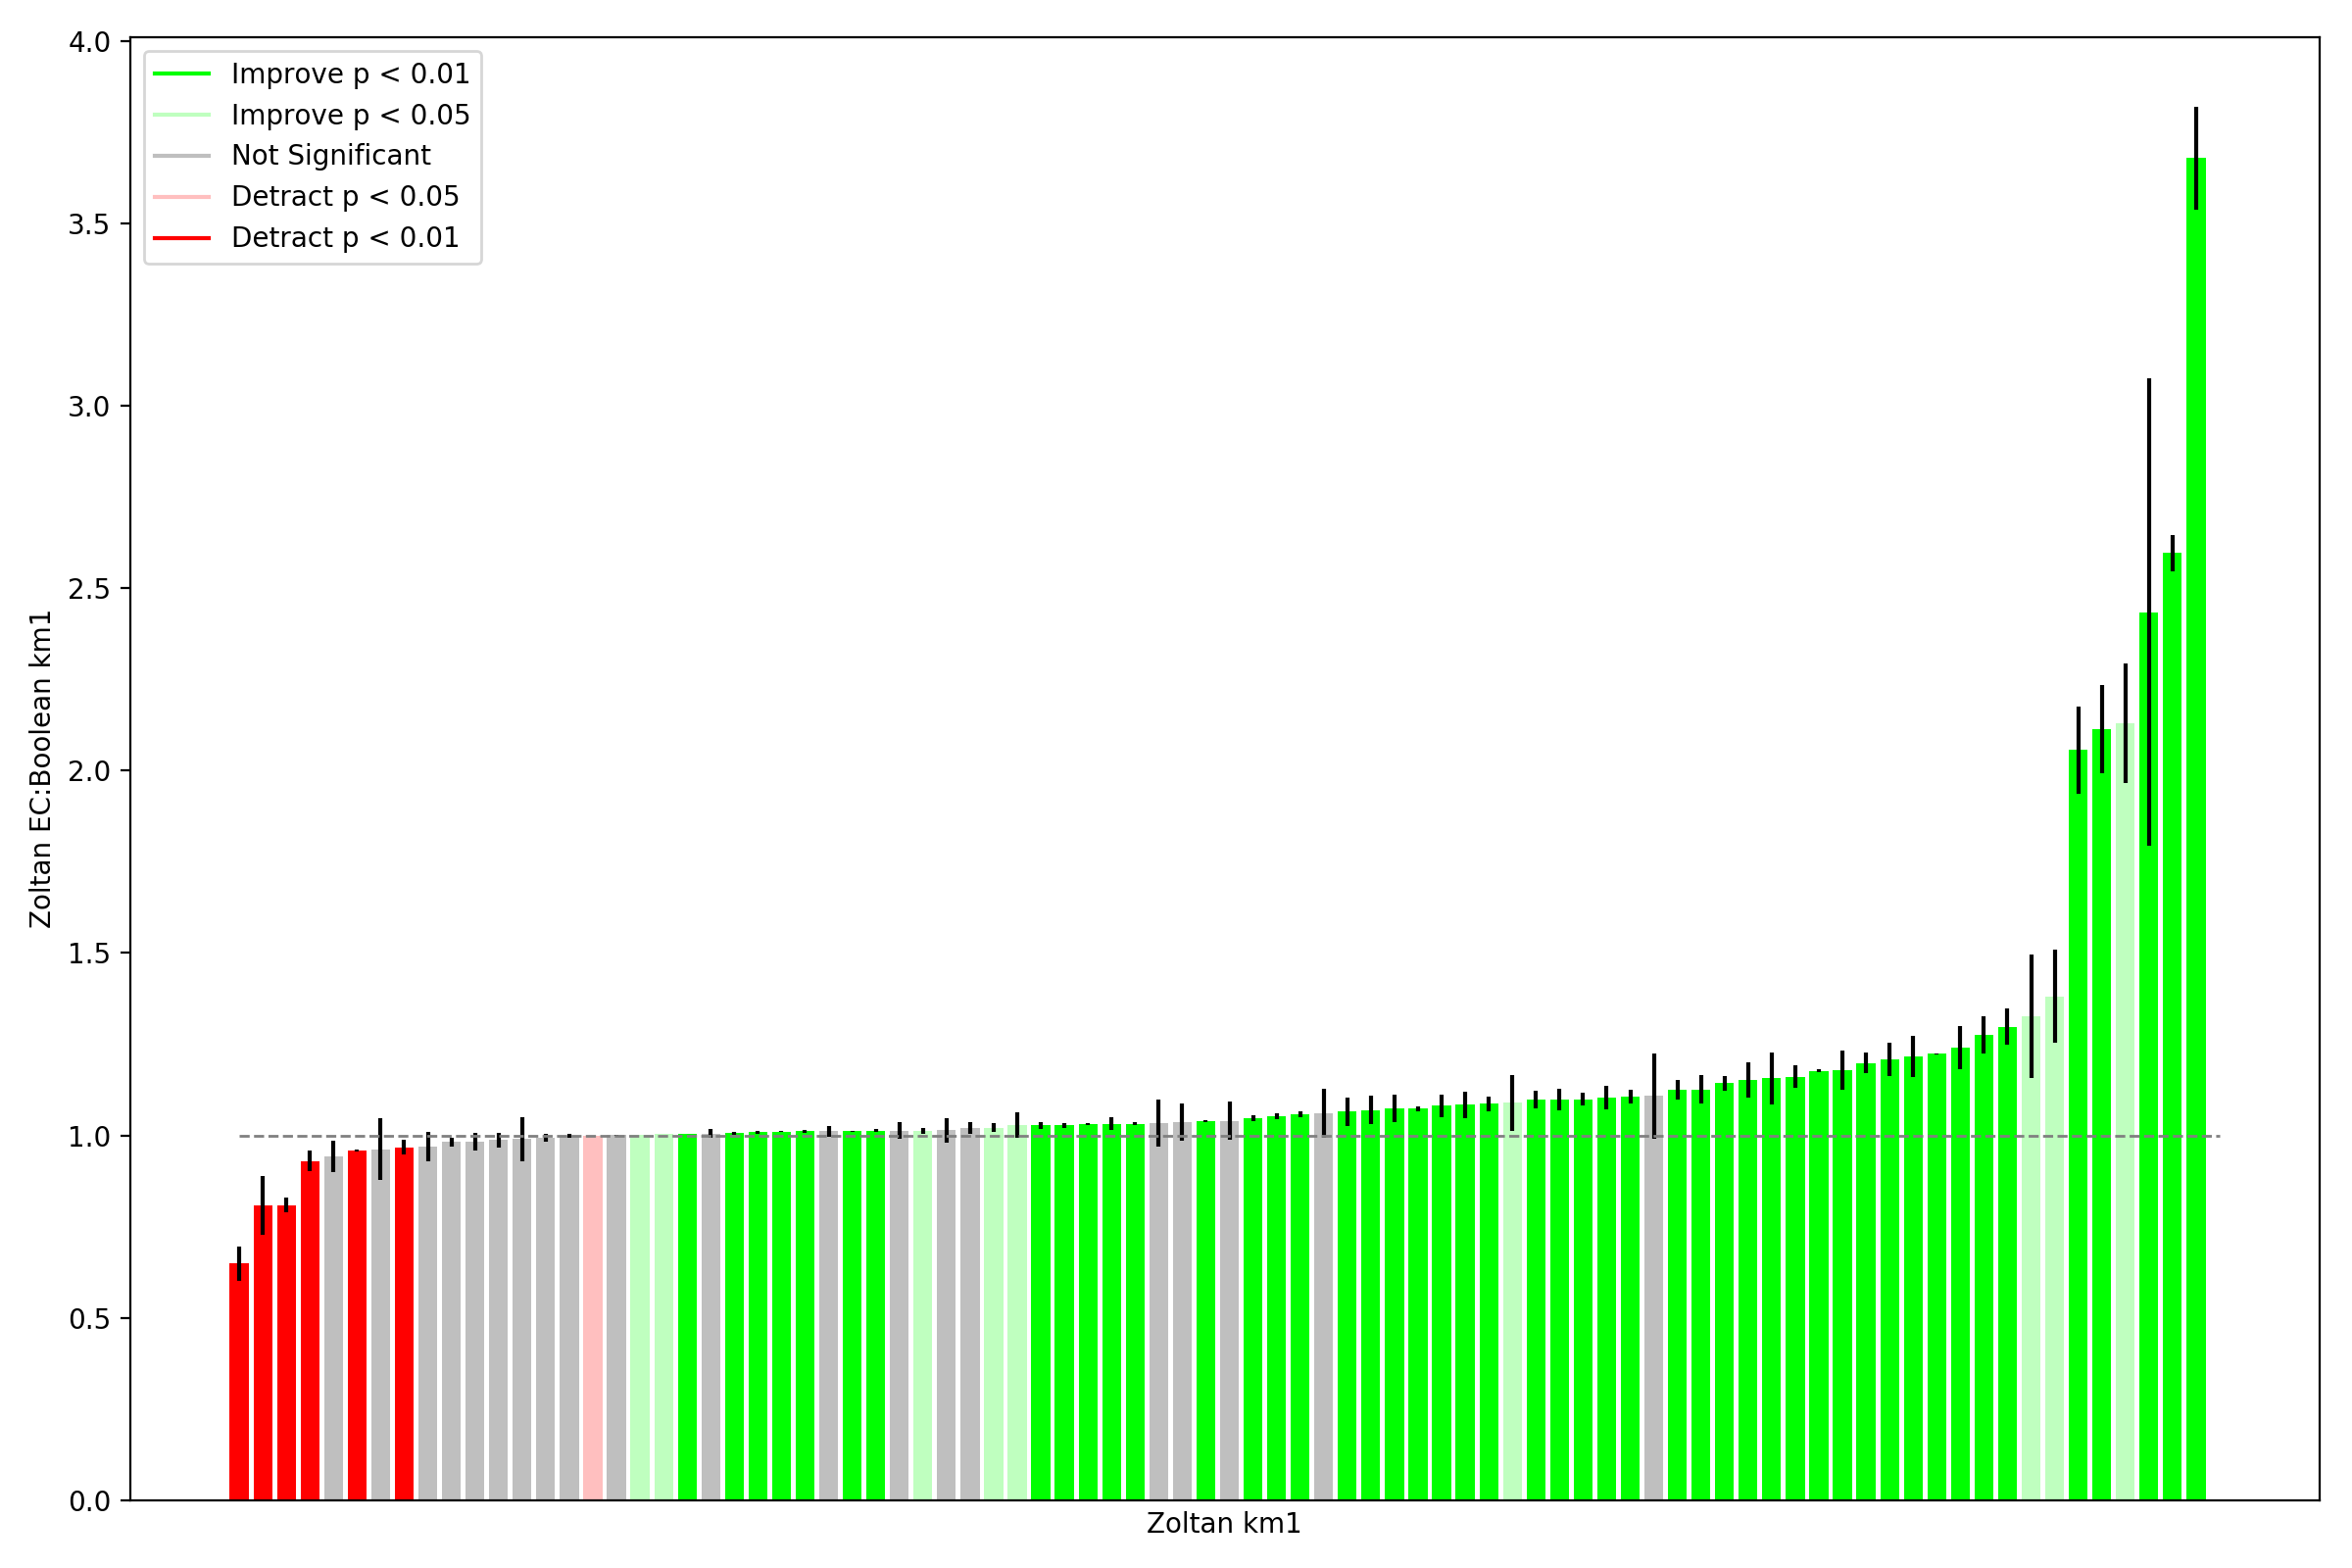 Improve p < 0.01
Improve p < 0.05
Not Significant
Detract p < 0.05
Detract p < 0.01
4.0
3.5
3.0
2.5
2.0
1.5
1.0
0.5
0.0
Zoltan EC:Boolean km1
Zoltan km1